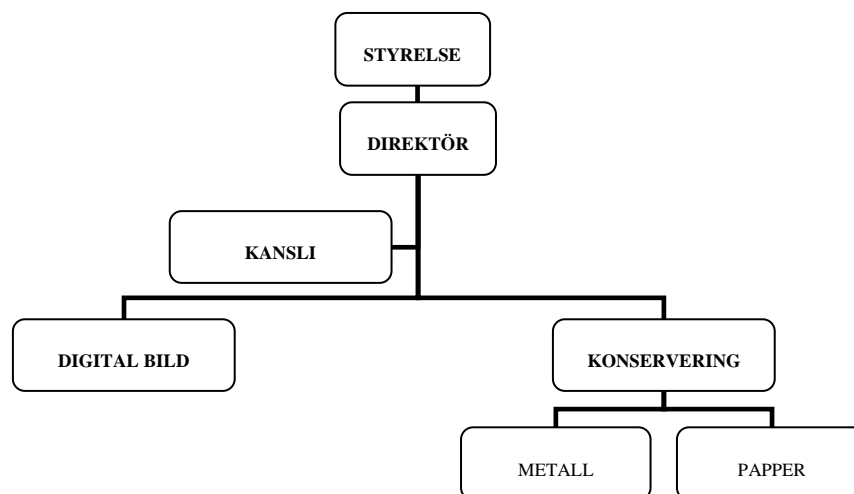 STYRELSE
DIREKTÖR
KANSLI
DIGITAL BILD
KONSERVERING
METALL
PAPPER